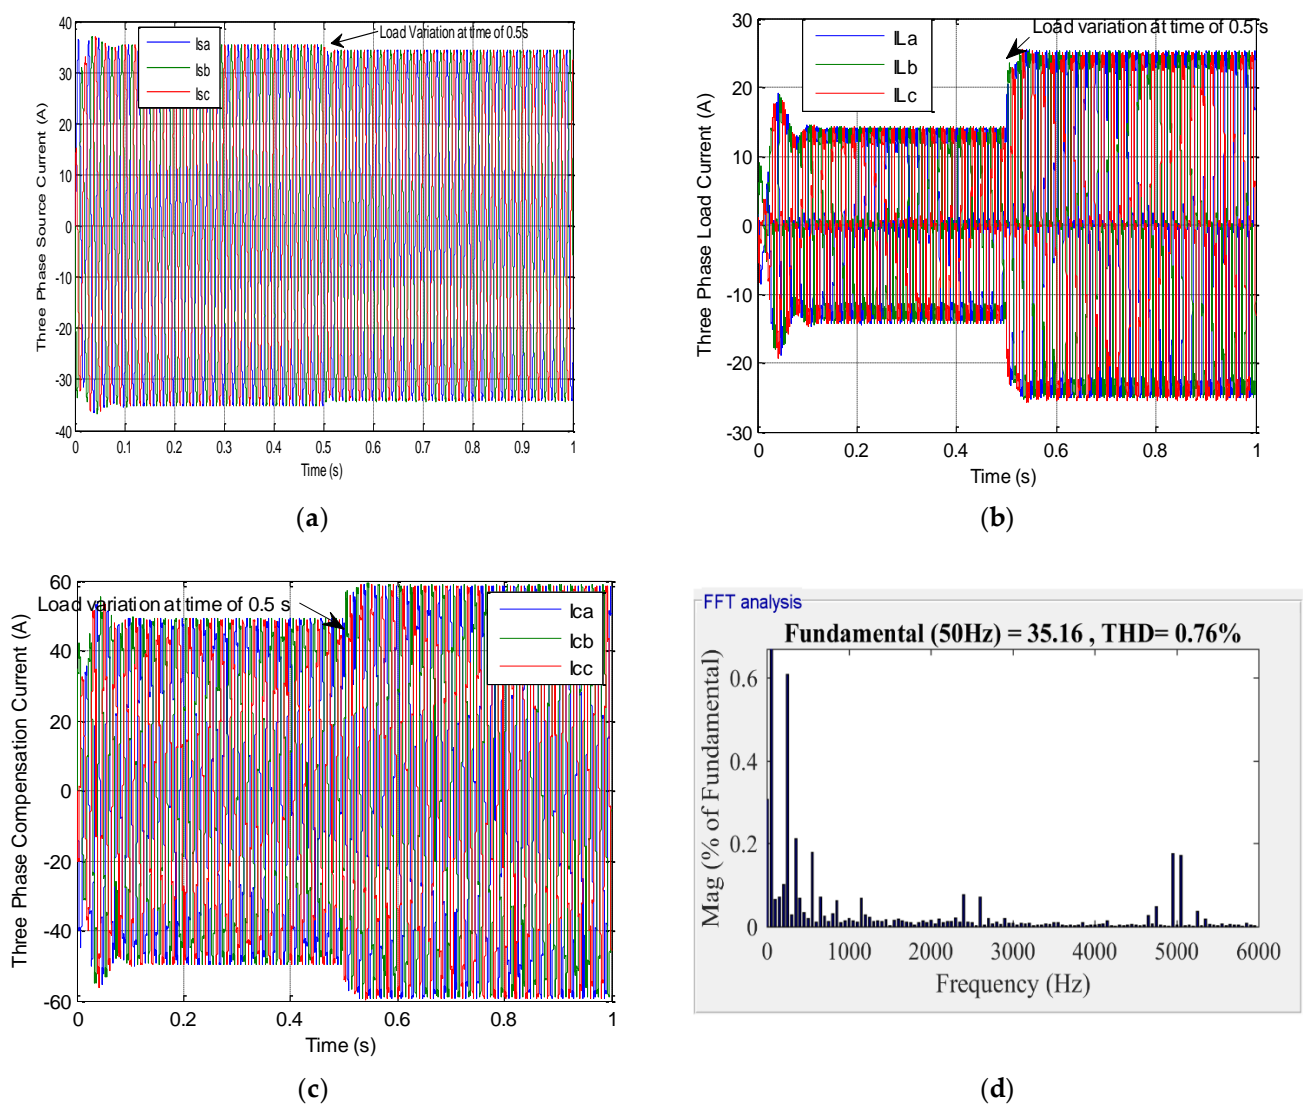 40
30
20
10
0
-10
-20
-30
-40
Three Phase Source Current (A)
Isa
Isb
Isc
Load Variation at time of 0.5s
0 0.1 0.2 0.3 0.4 0.5 0.6 0.7 0.8 0.9 1
Time (s)
(a)
30
20
10
0
-10
-20
-30
Three Phase Load Current (A)
ILa
ILb
ILc
Load variation at time of 0.5 s
0 0.2 0.4 0.6 0.8 1
Time (s)
(b)
60
40
20
0
-20
-40
-60
Three Phase Compensation Current (A)
Load variation at time of 0.5 s
Ica
Icb
Icc
0 0.2 0.4 0.6 0.8 1
Time (s)
(c)
FFT analysis
Fundamental (50Hz) = 35.16 , THD= 0.76%
0.6
0.4
0.2
0
Mag (% of Fundamental)
0 1000 2000 3000 4000 5000 6000
Frequency (Hz)
(d)